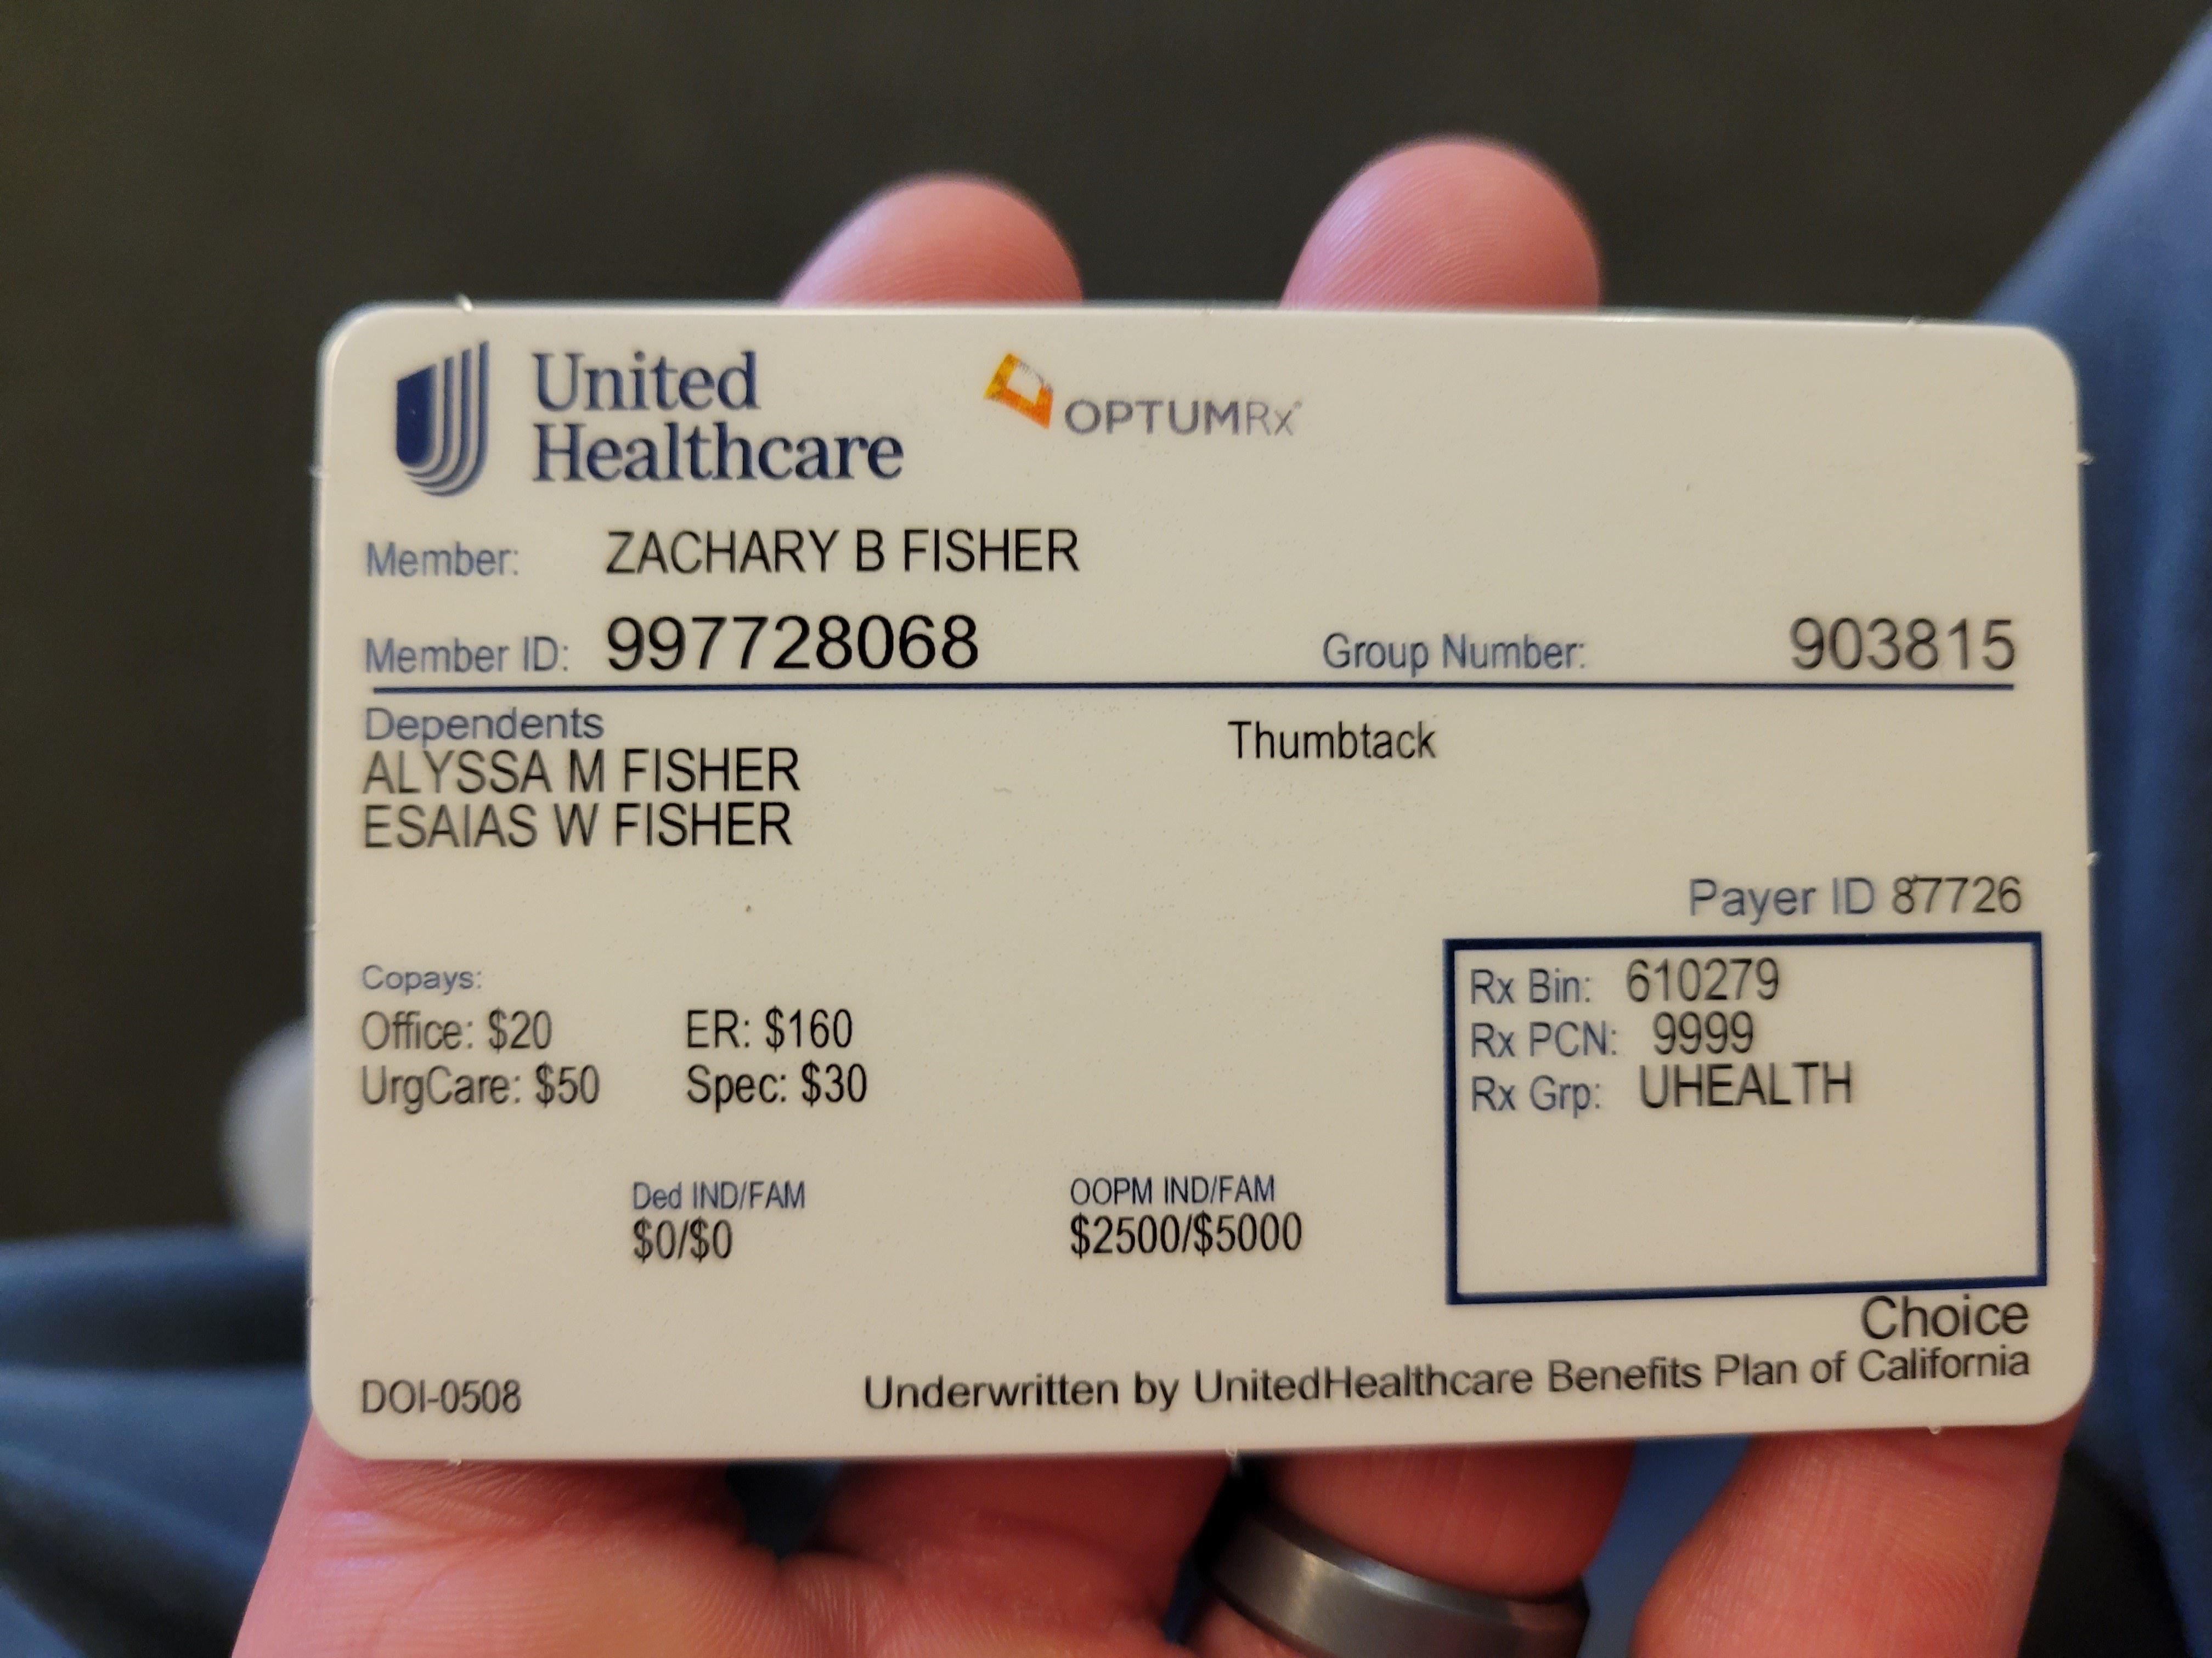 United
Healthcare
OPTUMRx
Member: ZACHARY B FISHER
Member ID: 997728068 Group Number: 903815
Dependents
ALYSSA M FISHER
ESAIAS W FISHER
Thumbtack
Payer ID 87726
Copays:
Office: $20 ER: $160
UrgCare: $50 Spec: $30
Rx Bin: 610279
Rx PCN: 9999
Rx Grp: UHEALTH
Ded IND/FAM
$0/$0
OOPM IND/FAM
$2500/$5000
Choice
DOI-0508 Underwritten by UnitedHealthcare Benefits Plan of California